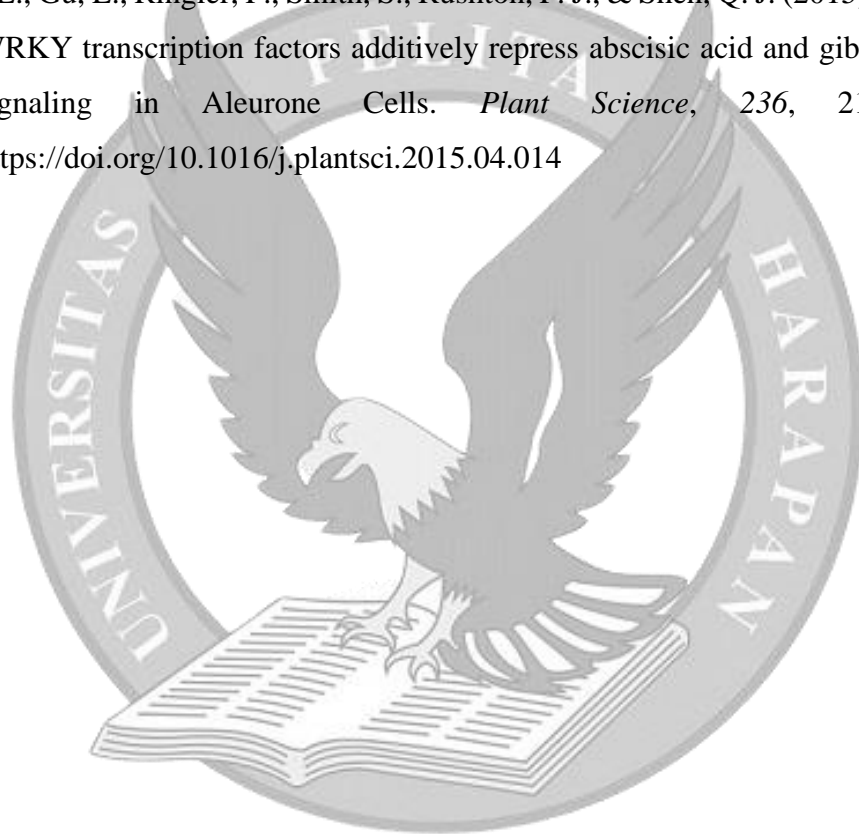 L., Gu, L., Ringler, P., Smith, S., Rushton, P. J., & Shen, Q. J. (2015
WRKY transcription factors additively repress abscisic acid and gib
gnaling in Aleurone Cells. Plant Science, 236, 21
tps://doi.org/10.1016/j.plantsci.2015.04.014
UNIVERSITAS PELITA HARAPAN